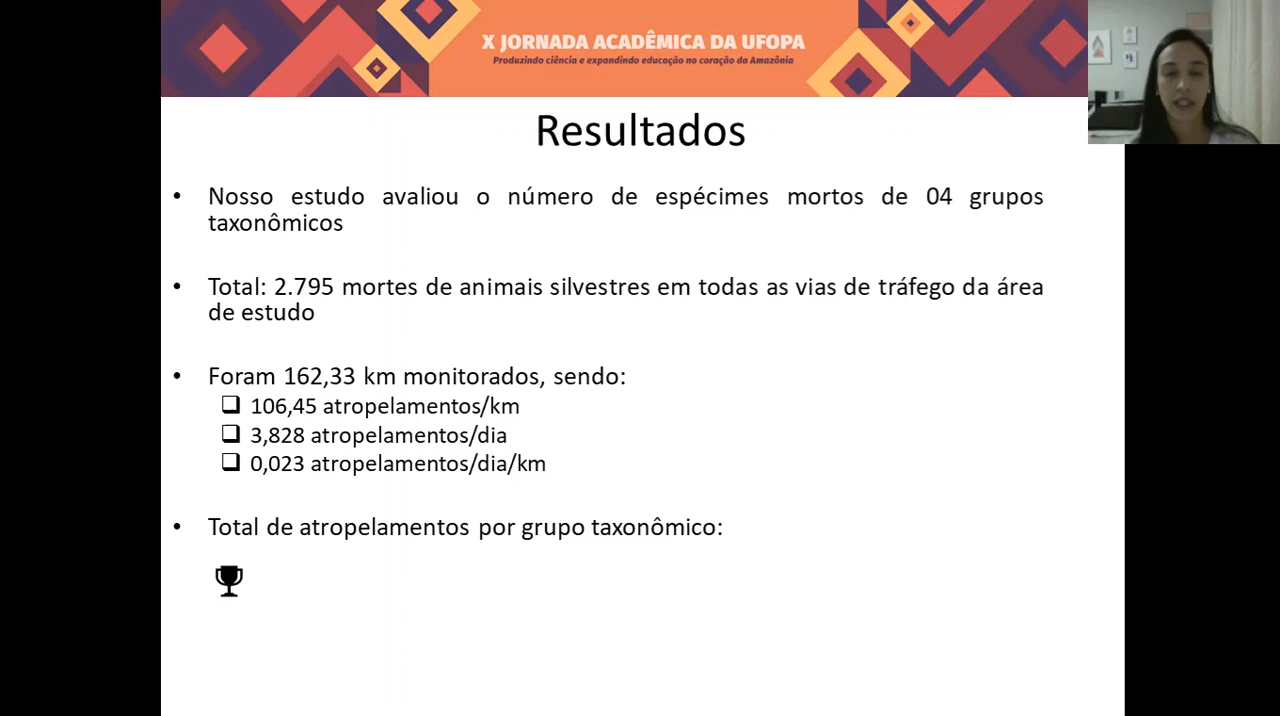 X JORNADA ACADÊMICA DA UFOPA
Produzindo ciência e expandindo educação no coração da Amazônia
Resultados
• Nosso estudo avaliou o número de espécimes mortos de 04 grupos
taxonômicos
• Total: 2.795 mortes de animais silvestres em todas as vias de tráfego da área
de estudo
• Foram 162,33 km monitorados, sendo:
❑ 106,45 atropelamentos/km
❑ 3,828 atropelamentos/dia
❑ 0,023 atropelamentos/dia/km
• Total de atropelamentos por grupo taxonômico: